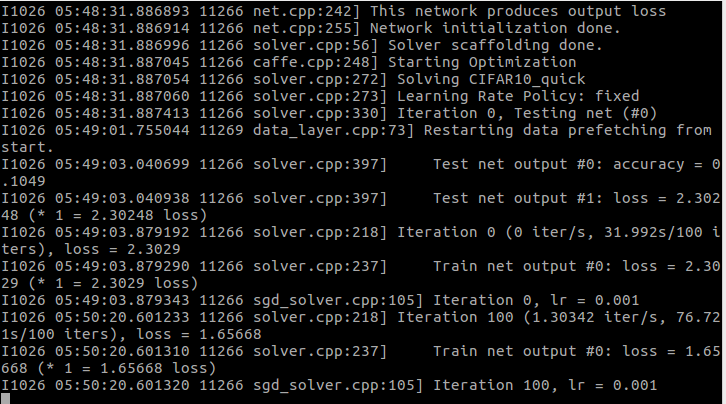 I1026 05:48:31.886893 11266 net.cpp:242] This network produces output loss
I1026 05:48:31.886914 11266 net.cpp:255] Network initialization done.
I1026 05:48:31.886996 11266 solver.cpp:56] Solver scaffolding done.
I1026 05:48:31.887045 11266 caffe.cpp:248] Starting Optimization
I1026 05:48:31.887054 11266 solver.cpp:272] Solving CIFAR10_quick
I1026 05:48:31.887060 11266 solver.cpp:273] Learning Rate Policy: fixed
I1026 05:48:31.887413 11266 solver.cpp:330] Iteration 0, Testing net (#0)
I1026 05:49:01.755044 11269 data_layer.cpp:73] Restarting data prefetching from
start.
I1026 05:49:03.040699 11266 solver.cpp:397]     Test net output #0: accuracy = 0
.1049
I1026 05:49:03.040938 11266 solver.cpp:397]     Test net output #1: loss = 2.302
48 (* 1 = 2.30248 loss)
I1026 05:49:03.879192 11266 solver.cpp:218] Iteration 0 (0 iter/s, 31.992s/100 i
ters), loss = 2.3029
I1026 05:49:03.879290 11266 solver.cpp:237]     Train net output #0: loss = 2.30
29 (* 1 = 2.3029 loss)
I1026 05:49:03.879343 11266 sgd_solver.cpp:105] Iteration 0, lr = 0.001
I1026 05:50:20.601233 11266 solver.cpp:218] Iteration 100 (1.30342 iter/s, 76.72
1s/100 iters), loss = 1.65668
I1026 05:50:20.601310 11266 solver.cpp:237]     Train net output #0: loss = 1.65
668 (* 1 = 1.65668 loss)
I1026 05:50:20.601320 11266 sgd_solver.cpp:105] Iteration 100, lr = 0.001